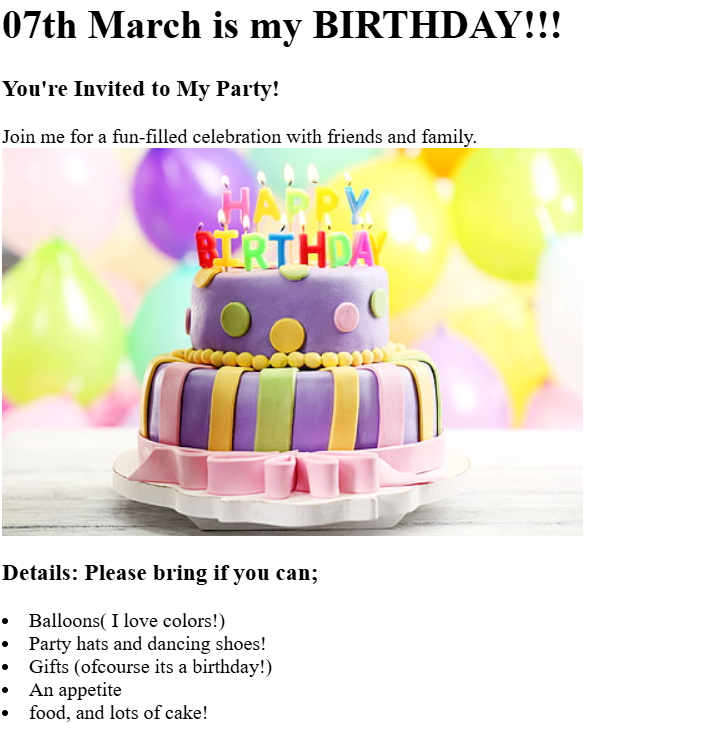 07th March is my BIRTHDAY!!!
You're Invited to My Party!
Join me for a fun-filled celebration with friends and family.
HAPPY
BIRTHDAY
Details: Please bring if you can;
Balloons( I love colors!)
Party hats and dancing shoes!
Gifts (ofcourse its a birthday!)
An appetite
food, and lots of cake!